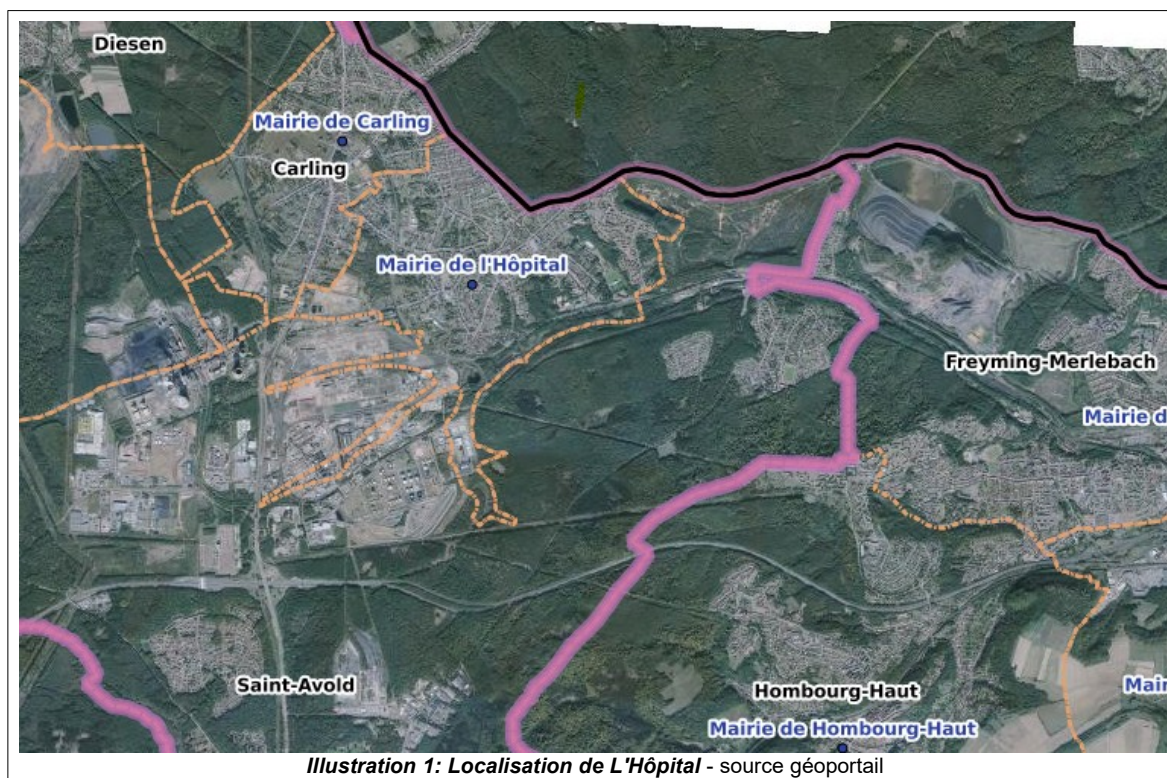 Diesen
Mairie de Carling
Carling
Mairie de l'Hôpital
Freyming-Merlebach
Mairie d
Saint-Avold
Hombourg-Haut
Mairie de Hombourg-Haut
Mair
Illustration 1: Localisation de L'Hôpital - source géoportail